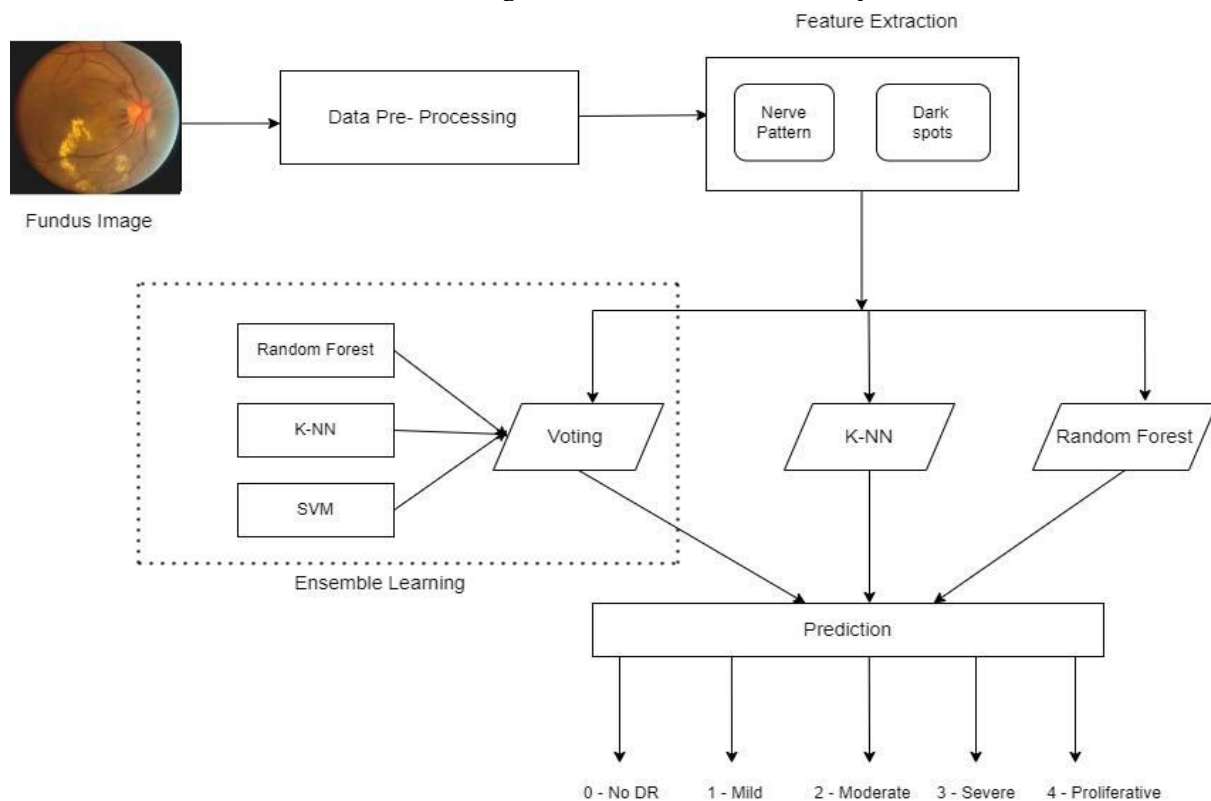 Feature Extraction
Data Pre- Processing
Nerve
Pattern
Dark
spots
Fundus Image
Random Forest
K-NN
SVM
Voting
K-NN
Random Forest
Ensemble Learning
Prediction
0 - No DR
1 - Mild
2 - Moderate
3 - Severe
4 - Proliferative